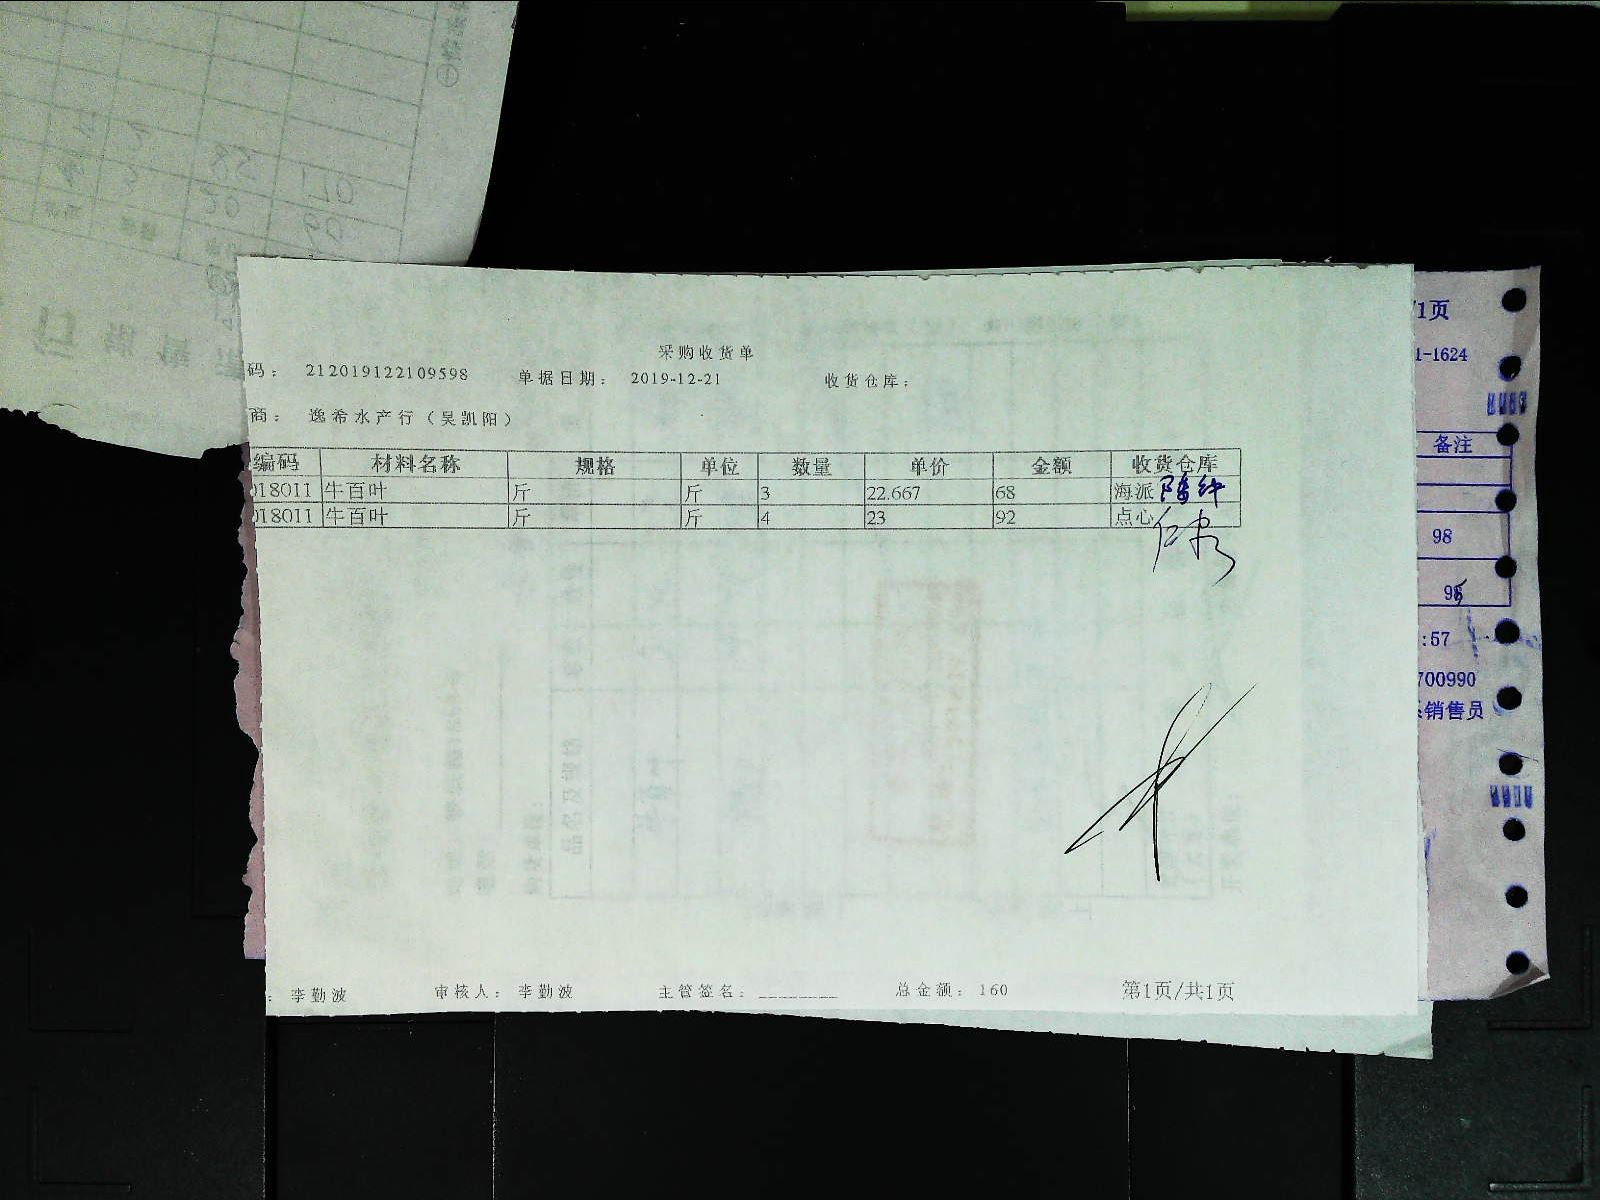 采购收货单
码： 212019122109598 单据日期： 2019-12-21 收货仓库：
商： 逸希水产行（吴凯阳）
编码 材料名称 规格 单位 数量 单价 金额 收货仓库
018011 牛百叶 斤 斤 3 22.667 68 海派
018011 牛百叶 斤 斤 4 23 92 点心
： 李勤波 审核人： 李勤波 主管签名：________ 总金额： 160 第1页/共1页
/1页
1-1624
备注
98
:57
700990
销售员